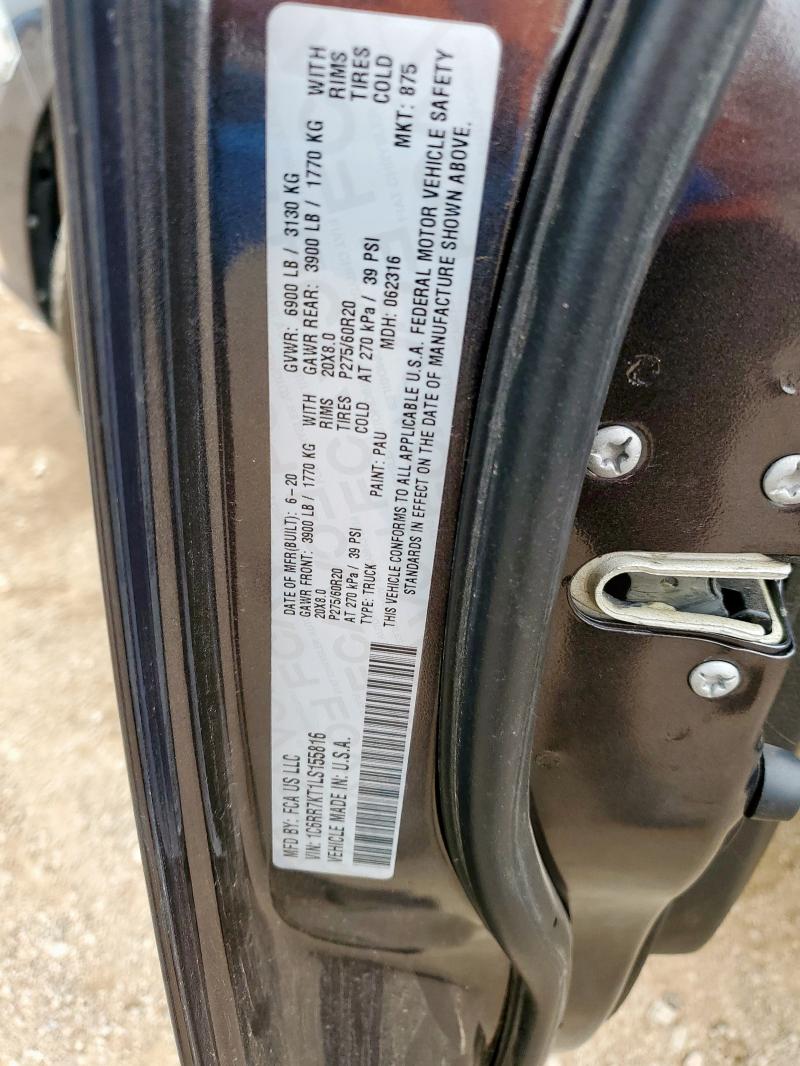 MFD BY: FCA US LLC
DATE OF MFR(BUILT): 6-20
GVWR: 6900 LB / 3130 KG
GAWR FRONT: 3900 LB / 1770 KG WITH
20X8.0 RIMS
P275/60R20 TIRES
AT 270 kPa / 39 PSI COLD
GAWR REAR: 3900 LB / 1770 KG WITH
20X8.0 RIMS
P275/60R20 TIRES
AT 270 kPa / 39 PSI COLD
VIN: 1C6RR7KT1LS155816
TYPE: TRUCK
PAINT: PAU
MDH: 062316
MKT: 875
VEHICLE MADE IN: U.S.A.
THIS VEHICLE CONFORMS TO ALL APPLICABLE U.S.A. FEDERAL MOTOR VEHICLE SAFETY
STANDARDS IN EFFECT ON THE DATE OF MANUFACTURE SHOWN ABOVE.